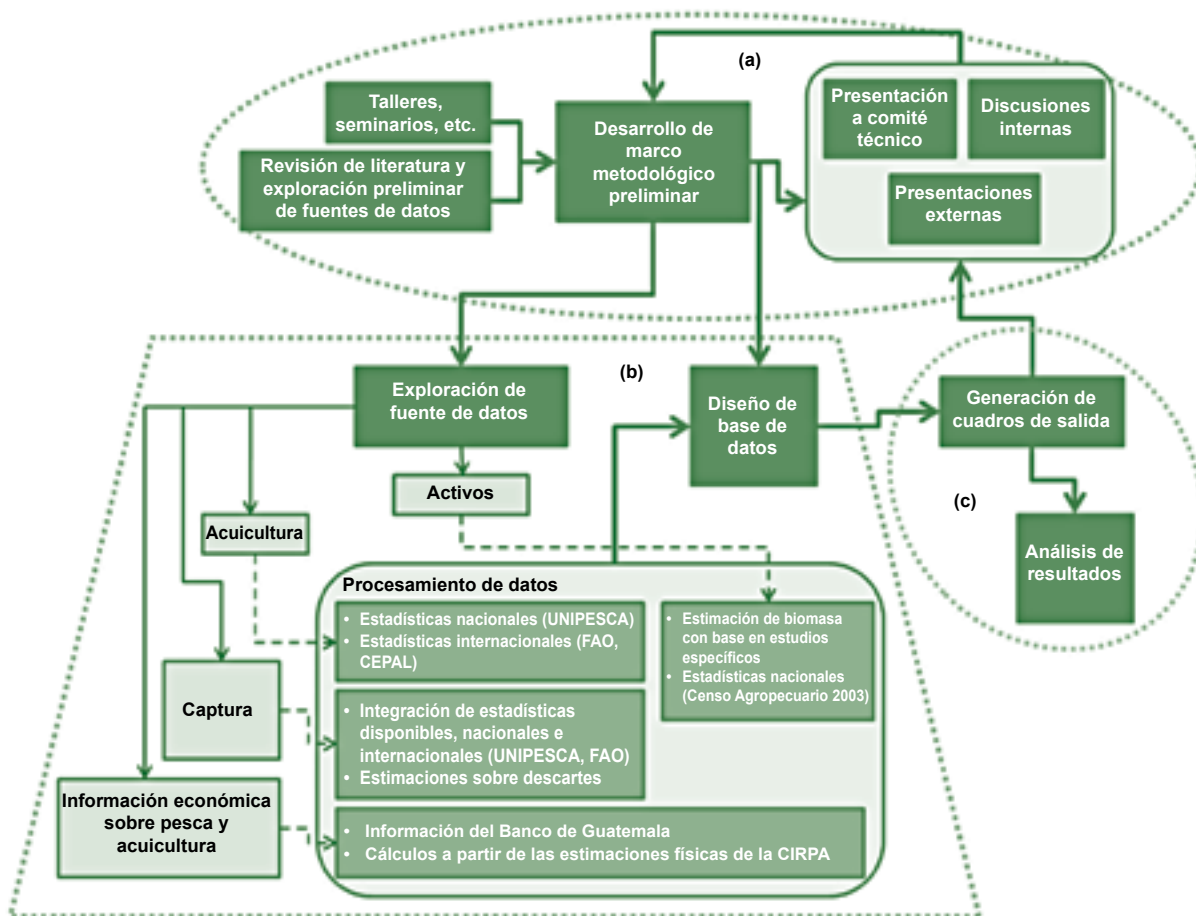 (a)
Talleres,
seminarios, etc.
Revisión de literatura y
exploración preliminar
de fuentes de datos
Desarrollo de
marco
metodológico
preliminar
Presentación
a comité
técnico
Discusiones
internas
Presentaciones
externas
(b)
Exploración de
fuente de datos
Diseño de
base de
datos
Generación de
cuadros de salida
(c)
Análisis de
resultados
Activos
Acuicultura
Captura
Información económica
sobre pesca y
acuicultura
Procesamiento de datos
• Estadísticas nacionales (UNIPESCA)
• Estadísticas internacionales (FAO,
CEPAL)
• Estimación de biomasa
con base en estudios
específicos
• Estadísticas nacionales
(Censo Agropecuario 2003)
• Integración de estadísticas
disponibles, nacionales e
internacionales (UNIPESCA, FAO)
• Estimaciones sobre descartes
• Información del Banco de Guatemala
• Cálculos a partir de las estimaciones físicas de la CIRPA